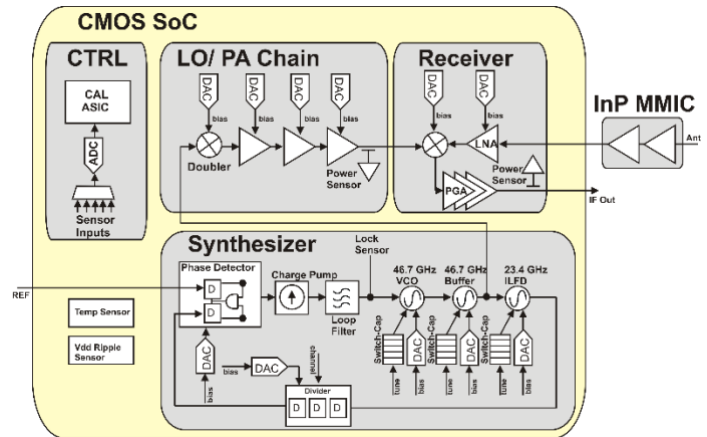 CMOS SoC
CTRL
CAL
ASIC
ADC
Sensor
Inputs
LO/ PA Chain
DAC
DAC
DAC
DAC
bias
bias
bias
bias
Doubler
Power
Sensor
Receiver
DAC
DAC
bias
bias
LNA
Power
Sensor
PGA
IF Out
InP MMIC
Ant
Synthesizer
Lock
Sensor
Phase Detector
D
D
Charge Pump
Loop
Filter
46.7 GHz
VCO
46.7 GHz
Buffer
23.4 GHz
ILFD
REF
Temp Sensor
Vdd Ripple
Sensor
DAC
bias
bias
DAC
channel
Divider
D D D
Switch-Cap
DAC
Switch-Cap
DAC
Switch-Cap
DAC
tune
bias
tune
bias
tune
bias